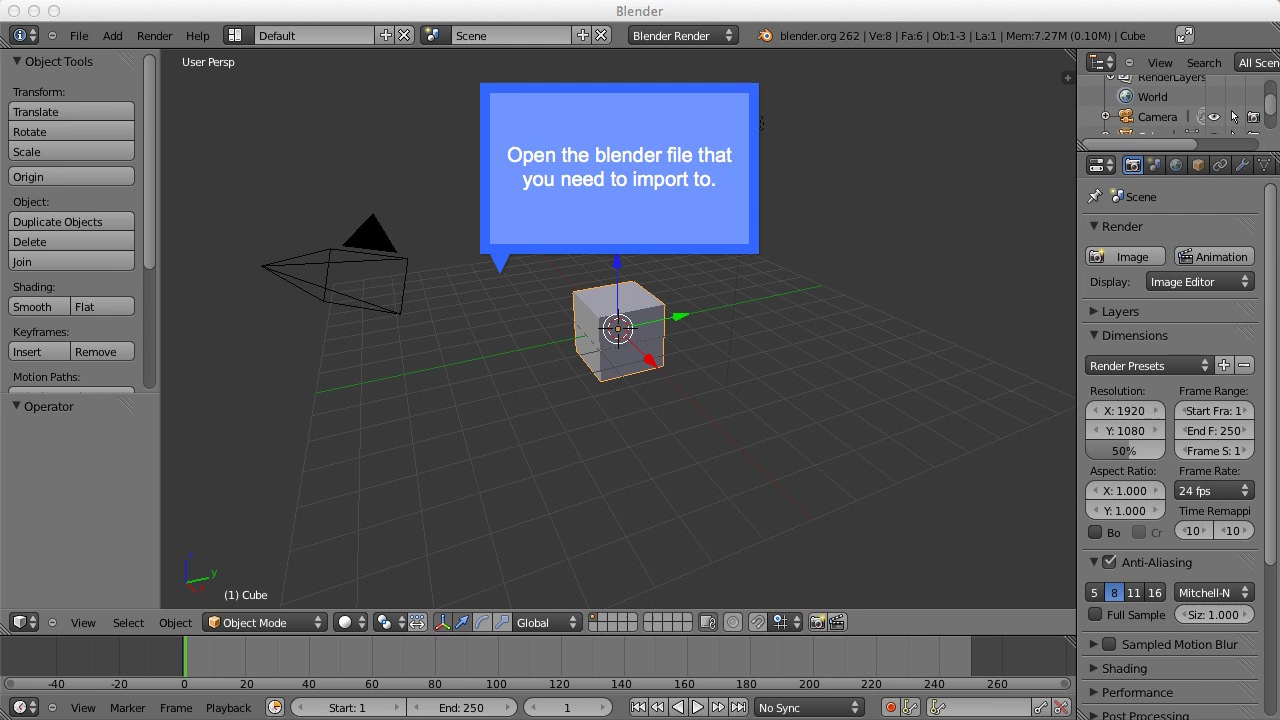 Blender
File Add Render Help Default Scene Blender Render blender.org 262 | Ve:8 | Fa:6 | Ob:1-3 | La:1 | Mem:7.27M (0.10M) | Cube
Object Tools
Transform:
Translate
Rotate
Scale
Origin
Object:
Duplicate Objects
Delete
Join
Shading:
Smooth Flat
Keyframes:
Insert Remove
Motion Paths:
Operator
User Persp
Open the blender file that
you need to import to.
z
y
(1) Cube
View Search All Scen
RenderLayers
World
Camera
Scene
Render
Image Animation
Display: Image Editor
Layers
Dimensions
Render Presets
Resolution: Frame Range:
X: 1920 Start Fra: 1
Y: 1080 End F: 250
50% Frame S: 1
Aspect Ratio: Frame Rate:
X: 1.000 24 fps
Y: 1.000 Time Remappi
Bo Cr 10 10
Anti-Aliasing
5 8 11 16 Mitchell-N
Full Sample Siz: 1.000
Sampled Motion Blur
Shading
Performance
Post Processing
View Select Object Object Mode Global
-40 -20 0 20 40 60 80 100 120 140 160 180 200 220 240 260
View Marker Frame Playback Start: 1 End: 250 1 No Sync